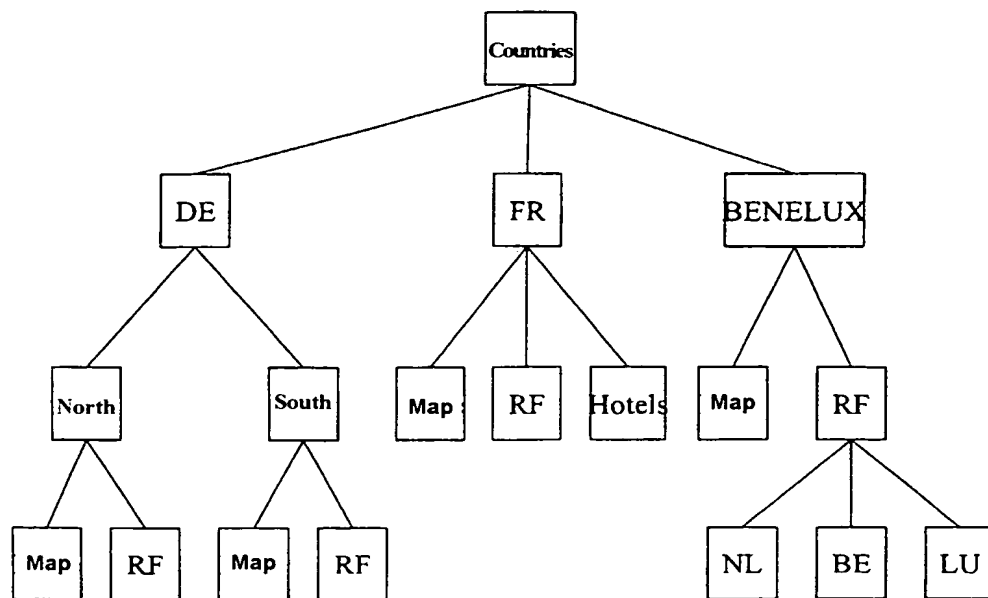 Countries
DE
FR
BENELUX
North
South
Map
RF
Hotels
Map
RF
Map
RF
Map
RF
NL
BE
LU